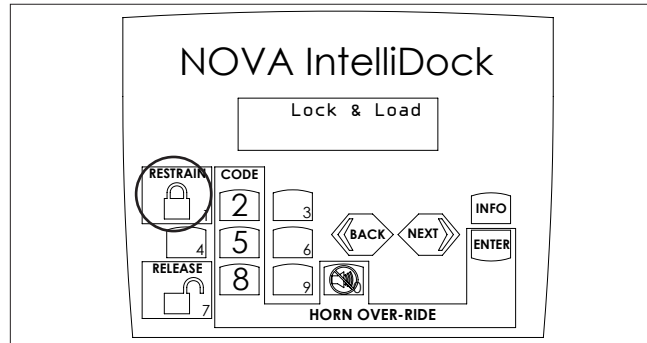 NOVA IntelliDock
Lock & Load
RESTRAIN
1
CODE
2
3
4
5
6
BACK
NEXT
INFO
ENTER
RELEASE
7
8
9
0
HORN OVER-RIDE